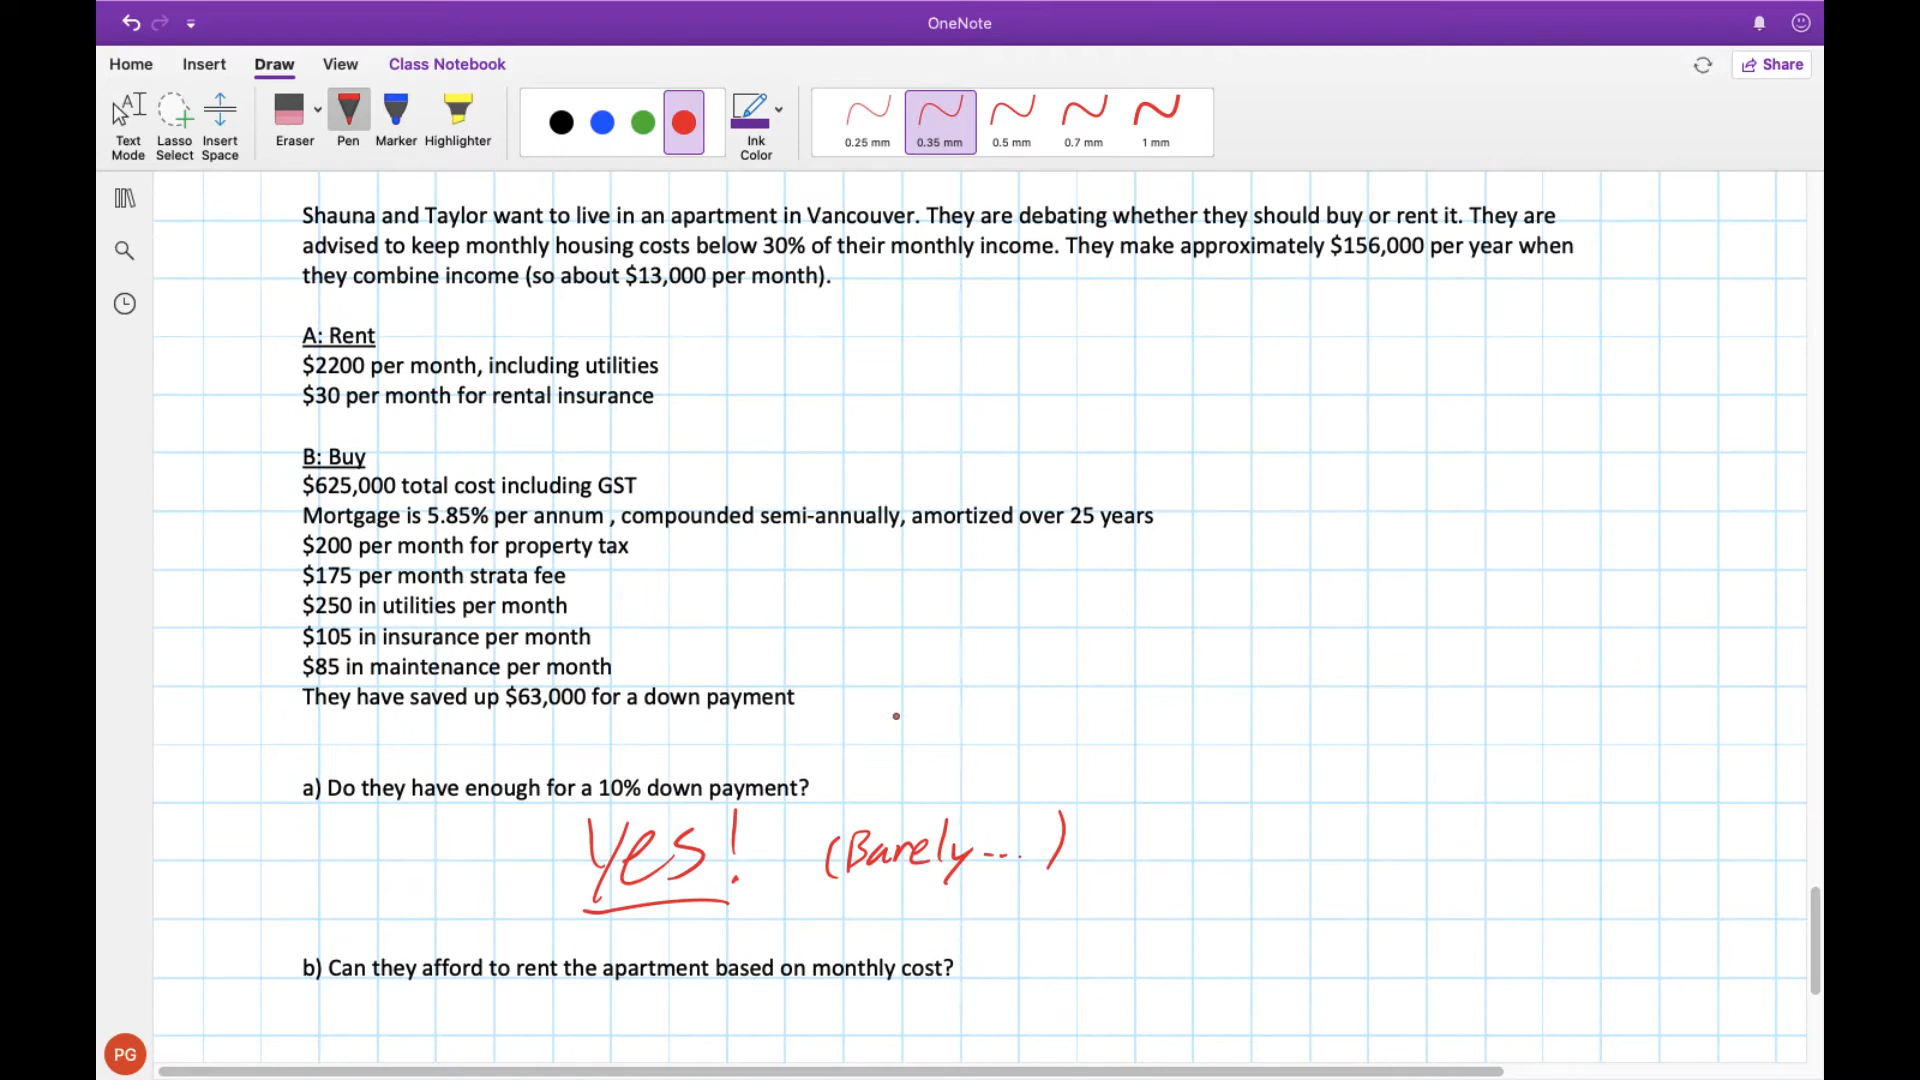 OneNote
Home Insert Draw View Class Notebook
Share
Text Mode
Lasso Select
Insert Space
Eraser
Pen
Marker
Highlighter
Ink Color
0.25 mm
0.35 mm
0.5 mm
0.7 mm
1 mm
Shauna and Taylor want to live in an apartment in Vancouver. They are debating whether they should buy or rent it. They are
advised to keep monthly housing costs below 30% of their monthly income. They make approximately $156,000 per year when
they combine income (so about $13,000 per month).
A: Rent
$2200 per month, including utilities
$30 per month for rental insurance
B: Buy
$625,000 total cost including GST
Mortgage is 5.85% per annum , compounded semi-annually, amortized over 25 years
$200 per month for property tax
$175 per month strata fee
$250 in utilities per month
$105 in insurance per month
$85 in maintenance per month
They have saved up $63,000 for a down payment
a) Do they have enough for a 10% down payment?
Yes! (Barely...)
b) Can they afford to rent the apartment based on monthly cost?
PG